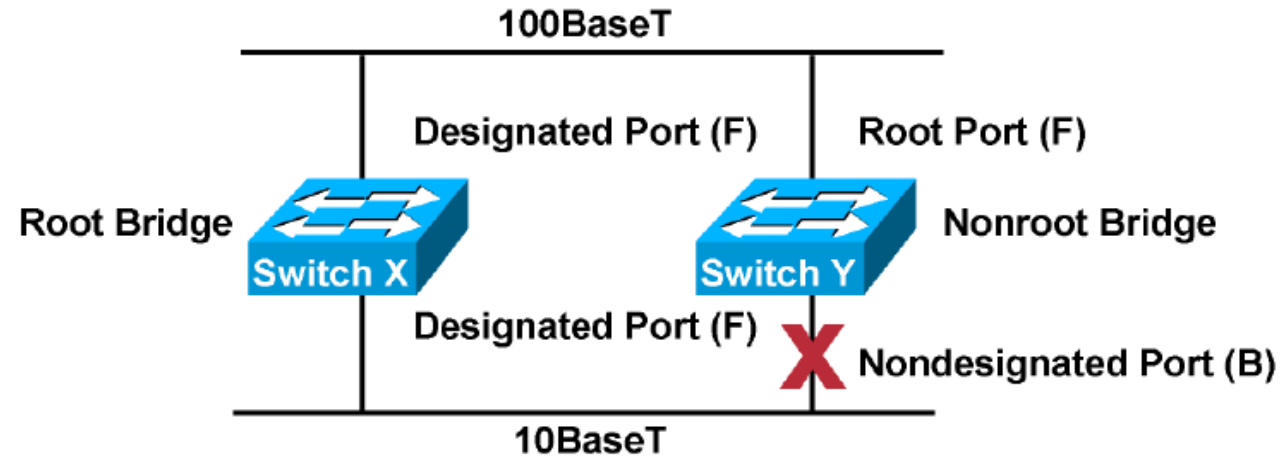 100BaseT
Designated Port (F)
Root Port (F)
Root Bridge
Switch X
Switch Y
Nonroot Bridge
Designated Port (F)
Nondesignated Port (B)
10BaseT